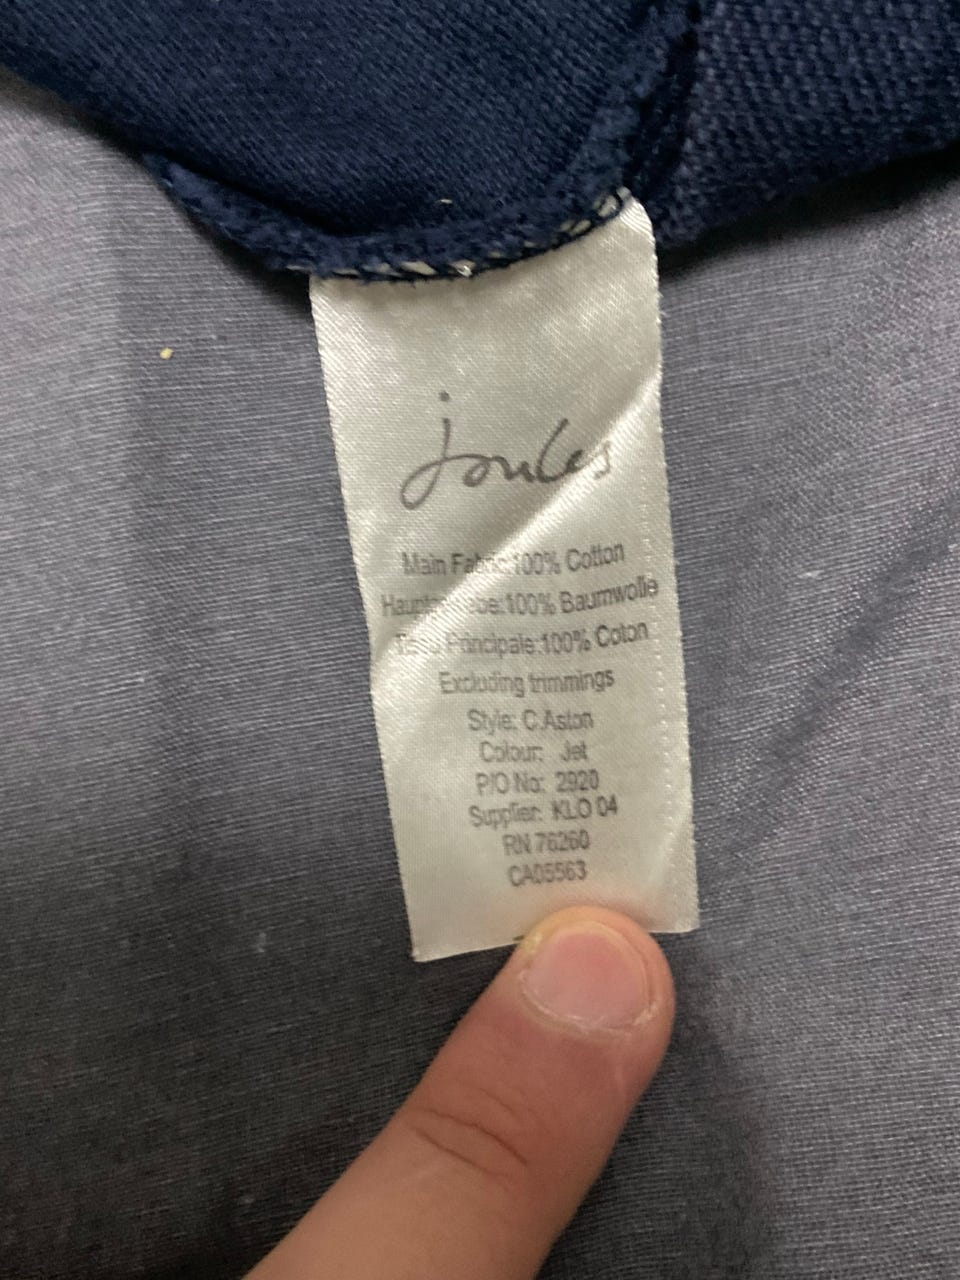 joules
Main Fabric:100% Cotton
100% Baumwolle
Tissu Principale:100% Coton
Excluding trimmings
Style: C.Aston
Colour: Jet
P/O No: 2920
Supplier: KLO 04
RN 76260
CA05563